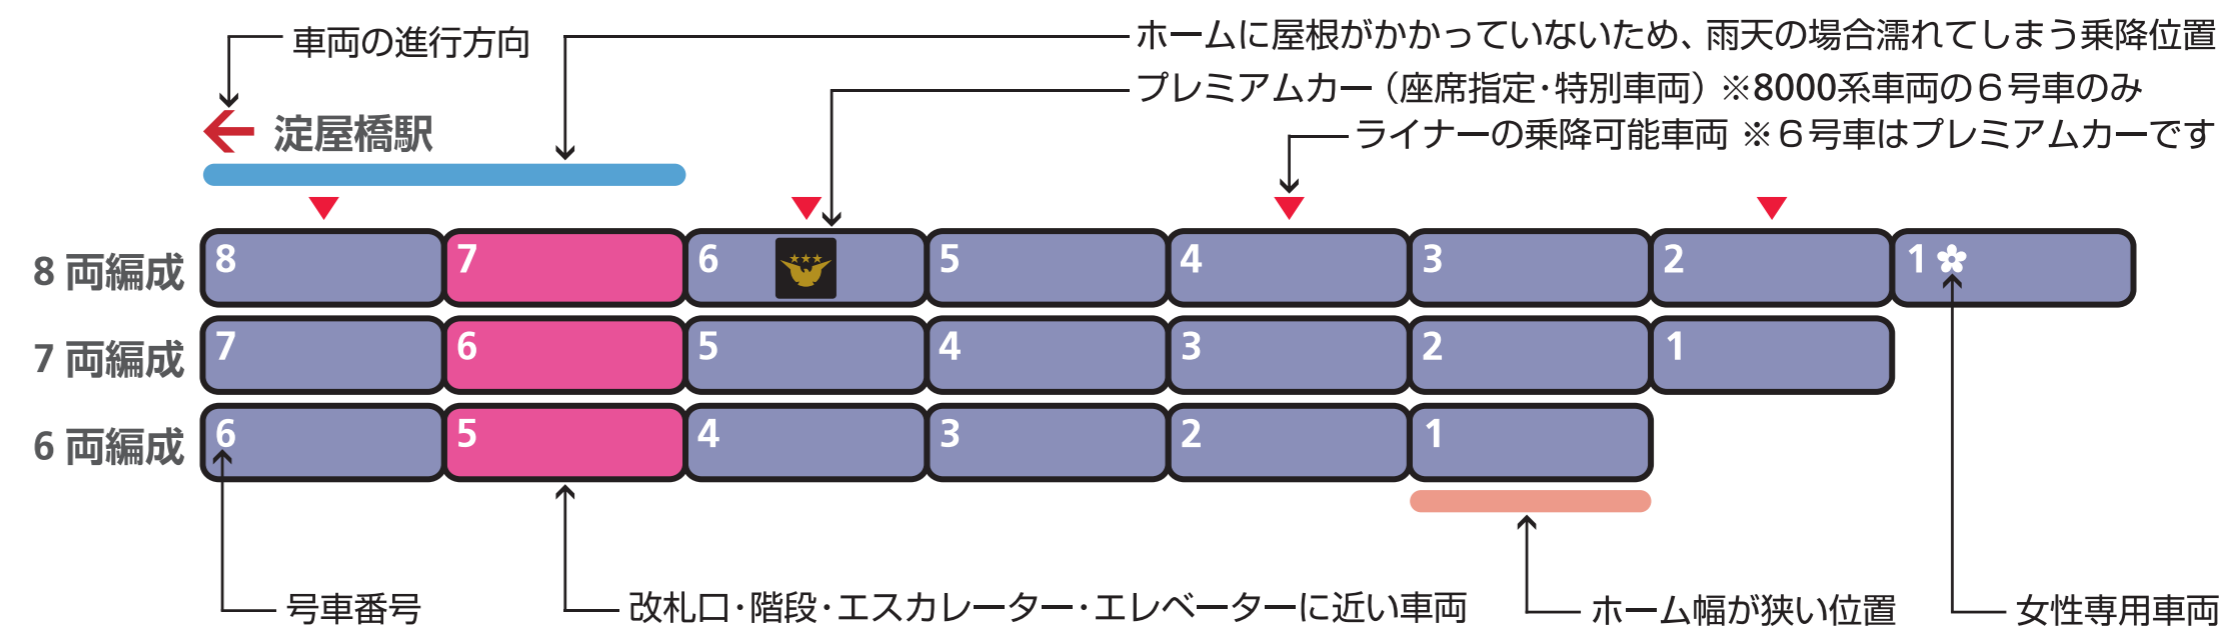 車両の進行方向
ホームに屋根がかかっていないため、雨天の場合濡れてしまう乗降位置
プレミアムカー（座席指定･特別車両）※8000系車両の６号車のみ
淀屋橋駅
ライナーの乗降可能車両 ※６号車はプレミアムカーです
8 両編成 8 7 6 5 4 3 2 1
7 両編成 7 6 5 4 3 2 1
6 両編成 6 5 4 3 2 1
号車番号
改札口･階段･エスカレーター･エレベーターに近い車両
ホーム幅が狭い位置
女性専用車両